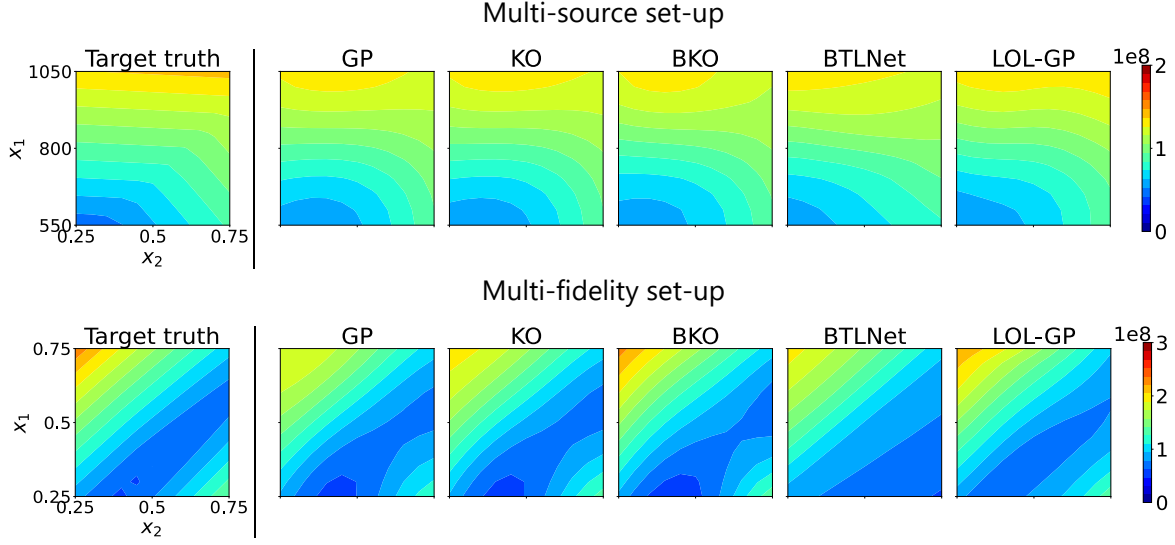 Multi-source set-up
Target truth GP KO BKO BTLNet LOL-GP
1e8
1050
800
550
x₁
0.25 0.5 0.75
x₂
2
1
0
Multi-fidelity set-up
Target truth GP KO BKO BTLNet LOL-GP
1e8
0.75
0.5
0.25
x₁
0.25 0.5 0.75
x₂
3
2
1
0